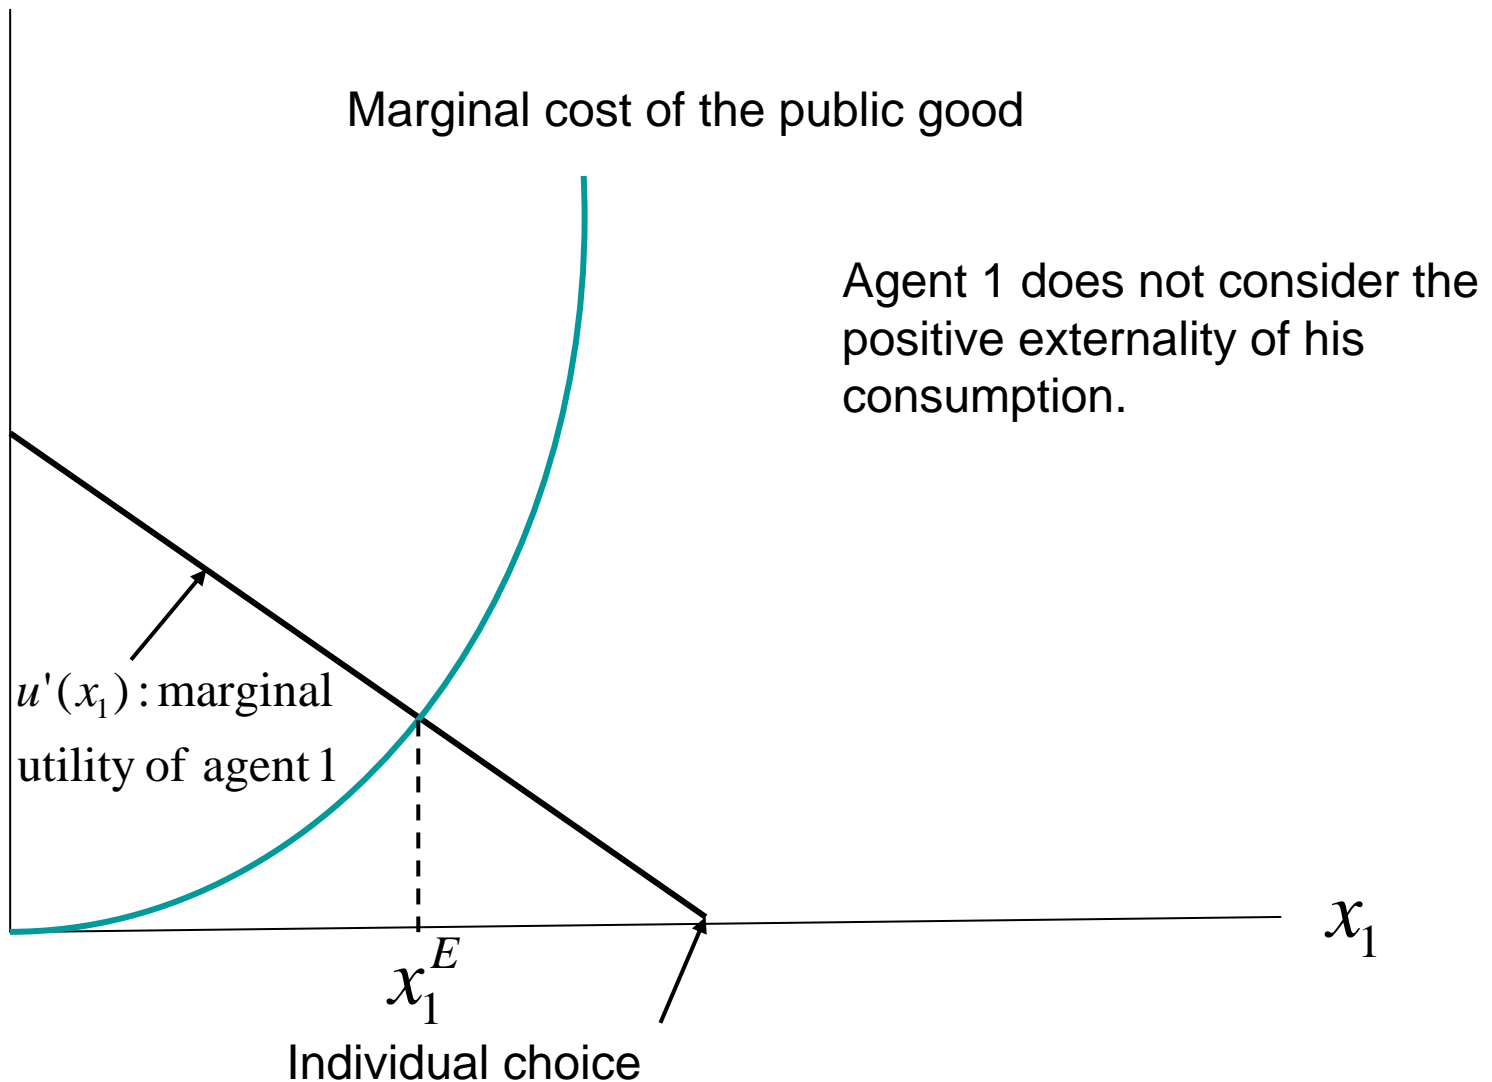 Marginal cost of the public good
Agent 1 does not consider the
positive externality of his
consumption.
u'(x₁) : marginal
utility of agent 1
x₁
x₁ᴱ
Individual choice